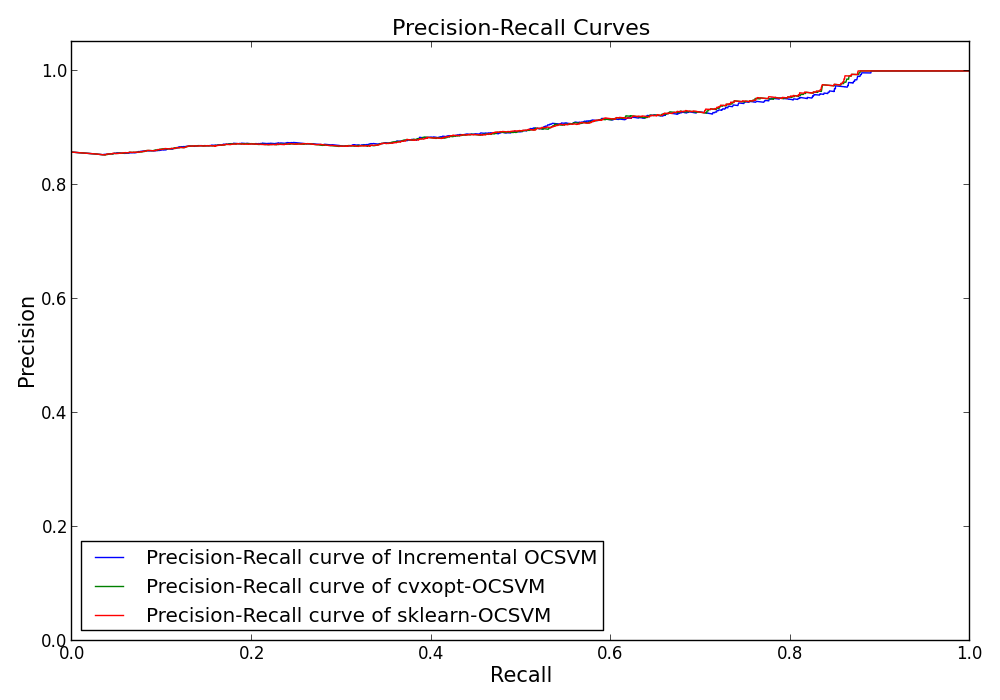 Precision-Recall Curves
1.0
0.8
0.6
0.4
0.2
0.0
Precision
Precision-Recall curve of Incremental OCSVM
Precision-Recall curve of cvxopt-OCSVM
Precision-Recall curve of sklearn-OCSVM
0.0 0.2 0.4 0.6 0.8 1.0
Recall